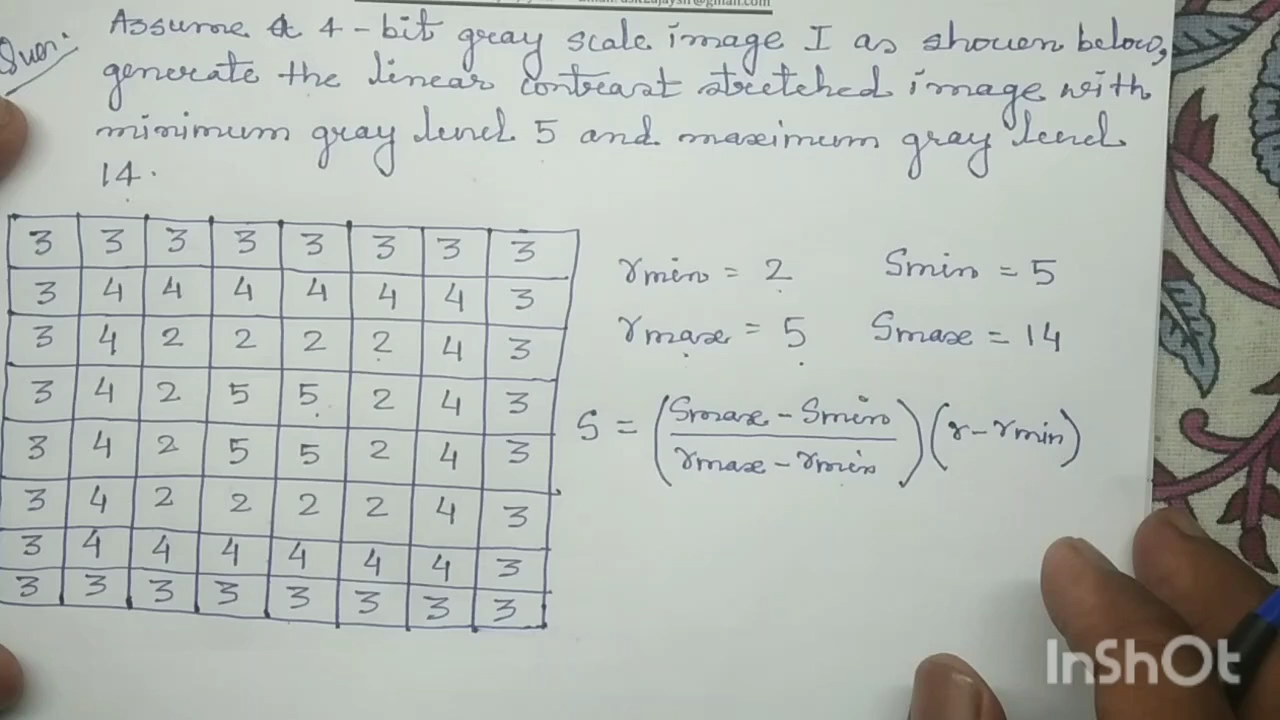 Ques:
Assume a 4-bit gray scale image I as shown below,
generate the linear contrast stretched image with
minimum gray level 5 and maximum gray level
14.
3 3 3 3 3 3 3 3
3 4 4 4 4 4 4 3
3 4 2 2 2 2 4 3
3 4 2 5 5 2 4 3
3 4 2 5 5 2 4 3
3 4 2 2 2 2 4 3
3 4 4 4 4 4 4 3
3 3 3 3 3 3 3 3
rmin = 2 Smin = 5
rmax = 5 Smax = 14
S = (Smax - Smin / rmax - rmin) (r - rmin)
InShOt